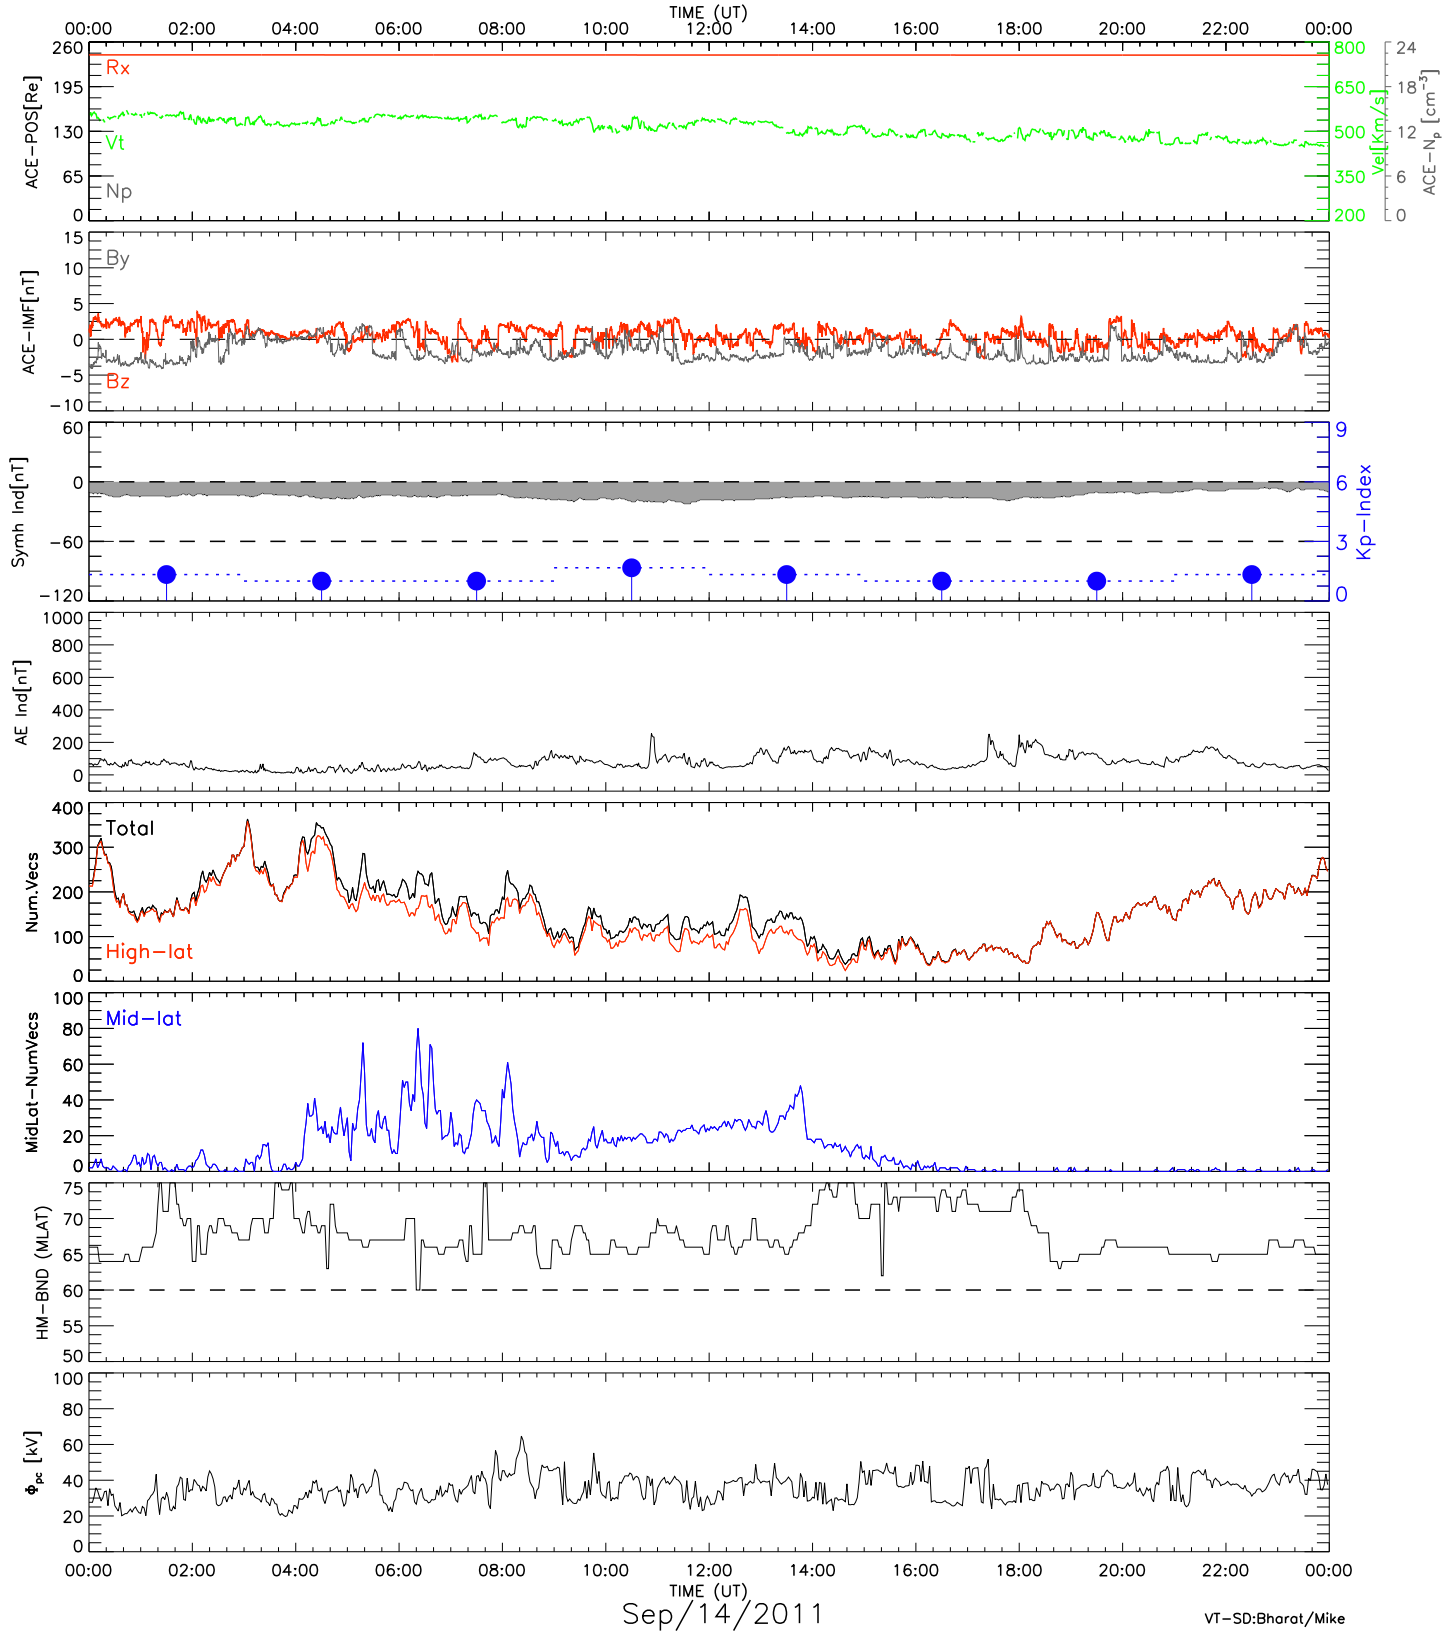 TIME (UT)
00:00 02:00 04:00 06:00 08:00 10:00 12:00 14:00 16:00 18:00 20:00 22:00 00:00
ACE-POS[Re]
260
195
130
65
0
Rx
Vt
Np
800
650
500
350
200
Vel[Km/s]
24
18
12
6
0
ACE-Np [cm-3]
ACE-IMF[nT]
15
10
5
0
-5
-10
By
Bz
Symh Ind[nT]
60
0
-60
-120
9
6
3
0
Kp-Index
AE Ind[nT]
1000
800
600
400
200
0
Num.Vecs
400
300
200
100
0
Total
High-lat
MidLat-NumVecs
100
80
60
40
20
0
Mid-lat
HM-BND (MLAT)
75
70
65
60
55
50
Φpc [kV]
100
80
60
40
20
0
00:00 02:00 04:00 06:00 08:00 10:00 12:00 14:00 16:00 18:00 20:00 22:00 00:00
TIME (UT)
Sep/14/2011
VT-SD:Bharat/Mike